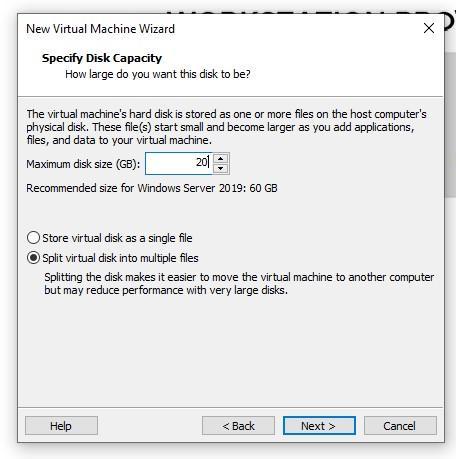 New Virtual Machine Wizard
Specify Disk Capacity
How large do you want this disk to be?
The virtual machine's hard disk is stored as one or more files on the host computer's
physical disk. These file(s) start small and become larger as you add applications,
files, and data to your virtual machine.
Maximum disk size (GB): 20
Recommended size for Windows Server 2019: 60 GB
Store virtual disk as a single file
Split virtual disk into multiple files
Splitting the disk makes it easier to move the virtual machine to another computer
but may reduce performance with very large disks.
Help < Back Next > Cancel